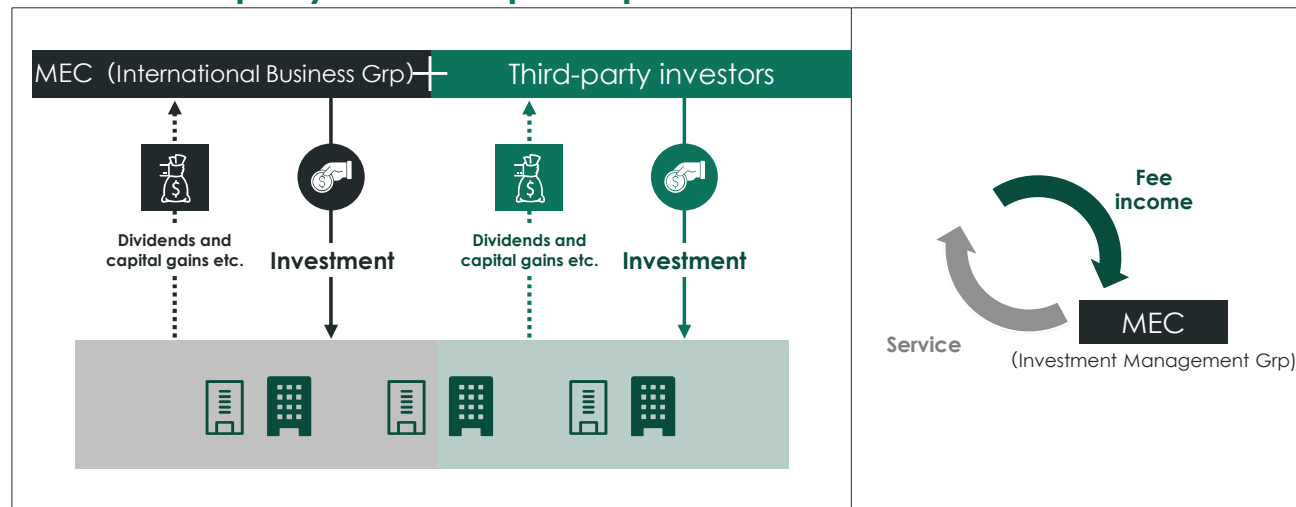 MEC（International Business Grp）
Third-party investors
Dividends and
capital gains etc.
Investment
Dividends and
capital gains etc.
Investment
Fee
income
Service
MEC
（Investment Management Grp)